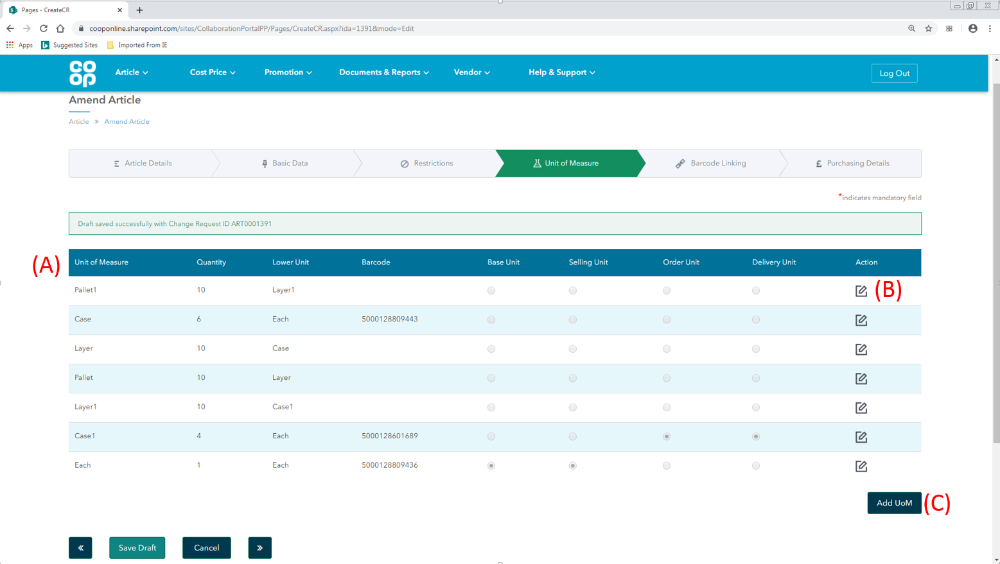 Pages - CreateCR
cooponline.sharepoint.com/sites/CollaborationPortalPP/Pages/CreateCR.aspx?ida=1391&mode=Edit
Apps Suggested Sites Imported From IE
CO
OP
Article Cost Price Promotion Documents & Reports Vendor Help & Support Log Out
Amend Article
Article » Amend Article
Article Details Basic Data Restrictions Unit of Measure Barcode Linking £ Purchasing Details
*indicates mandatory field
Draft saved successfully with Change Request ID ART0001391
(A) Unit of Measure Quantity Lower Unit Barcode Base Unit Selling Unit Order Unit Delivery Unit Action
Pallet1 10 Layer1 (B)
Case 6 Each 5000128809443
Layer 10 Case
Pallet 10 Layer
Layer1 10 Case1
Case1 4 Each 5000128601689
Each 1 Each 5000128809436
Add UoM (C)
« Save Draft Cancel »